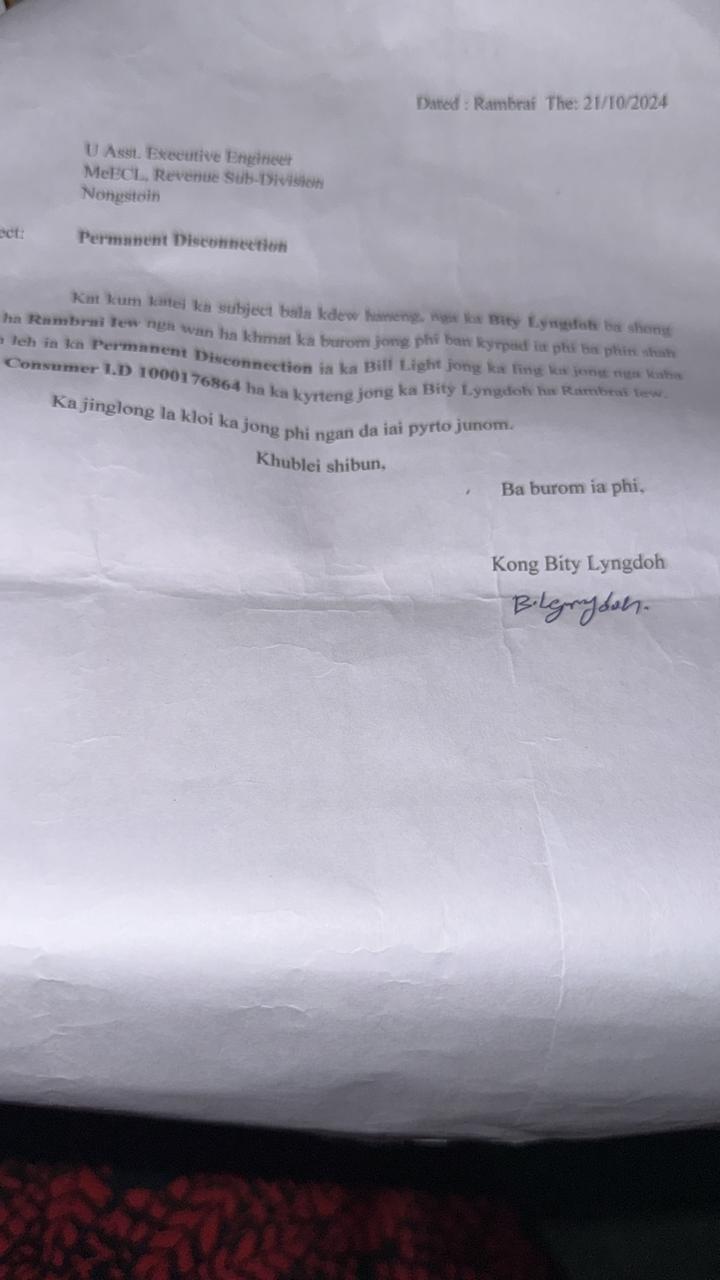 Dated : Rambrai The: 21/10/2024
U Asst. Executive Engineer
MeECL, Revenue Sub-Division
Nongstoin
ect: Permanent Disconnection
Kat kum katei ka subject bala kdew haneng, nga ka Bity Lyngdoh ba shong
ha Rambrai Iew nga wan ha khmat ka burom jong phi ban kyrpad ia phi ba phin shah
leh ia ka Permanent Disconnection ia ka Bill Light jong ka Iing ka jong nga kaba
Consumer I.D 1000176864 ha ka kyrteng jong ka Bity Lyngdoh ha Rambrai Iew.
Ka jinglong la kloi ka jong phi ngan da iai pyrto junom.
Khublei shibun,
Ba burom ia phi,
Kong Bity Lyngdoh
B.Lyngdoh.